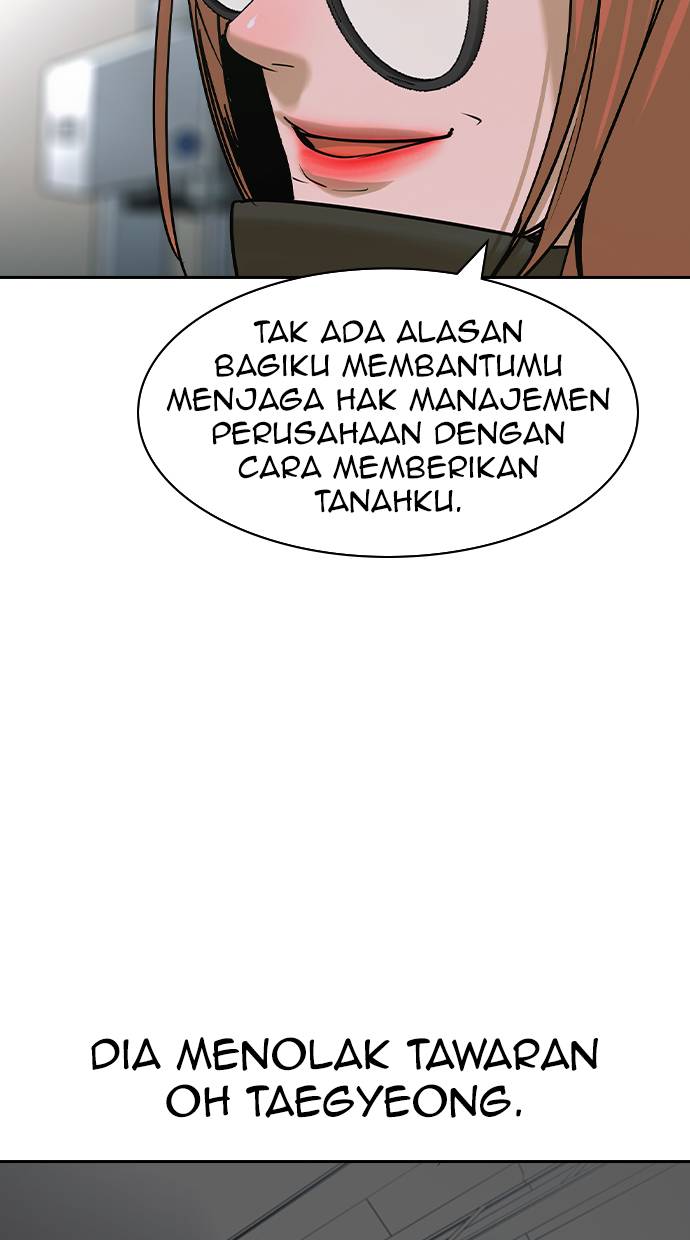 TAK ADA ALASAN
BAGIKU MEMBANTUMU
MENJAGA HAK MANAJEMEN
PERUSAHAAN DENGAN
CARA MEMBERIKAN
TANAHKU.
DIA MENOLAK TAWARAN
OH TAEGYEONG.